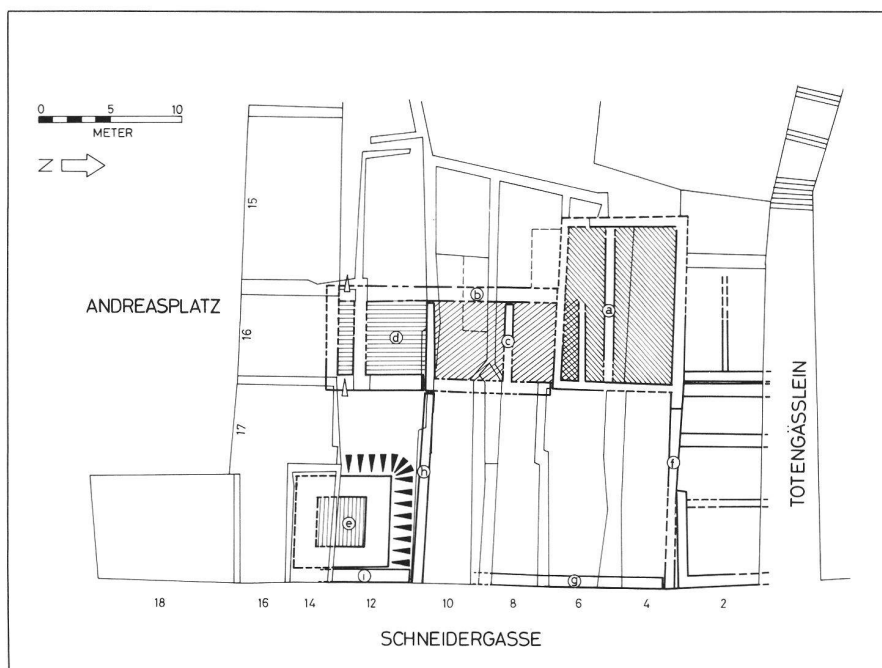 0 5 10
METER
N
15
ANDREASPLATZ
16
17
a
b
c
d
e
f
g
h
i
TOTENGÄSSLEIN
18 16 14 12 10 8 6 4 2
SCHNEIDERGASSE